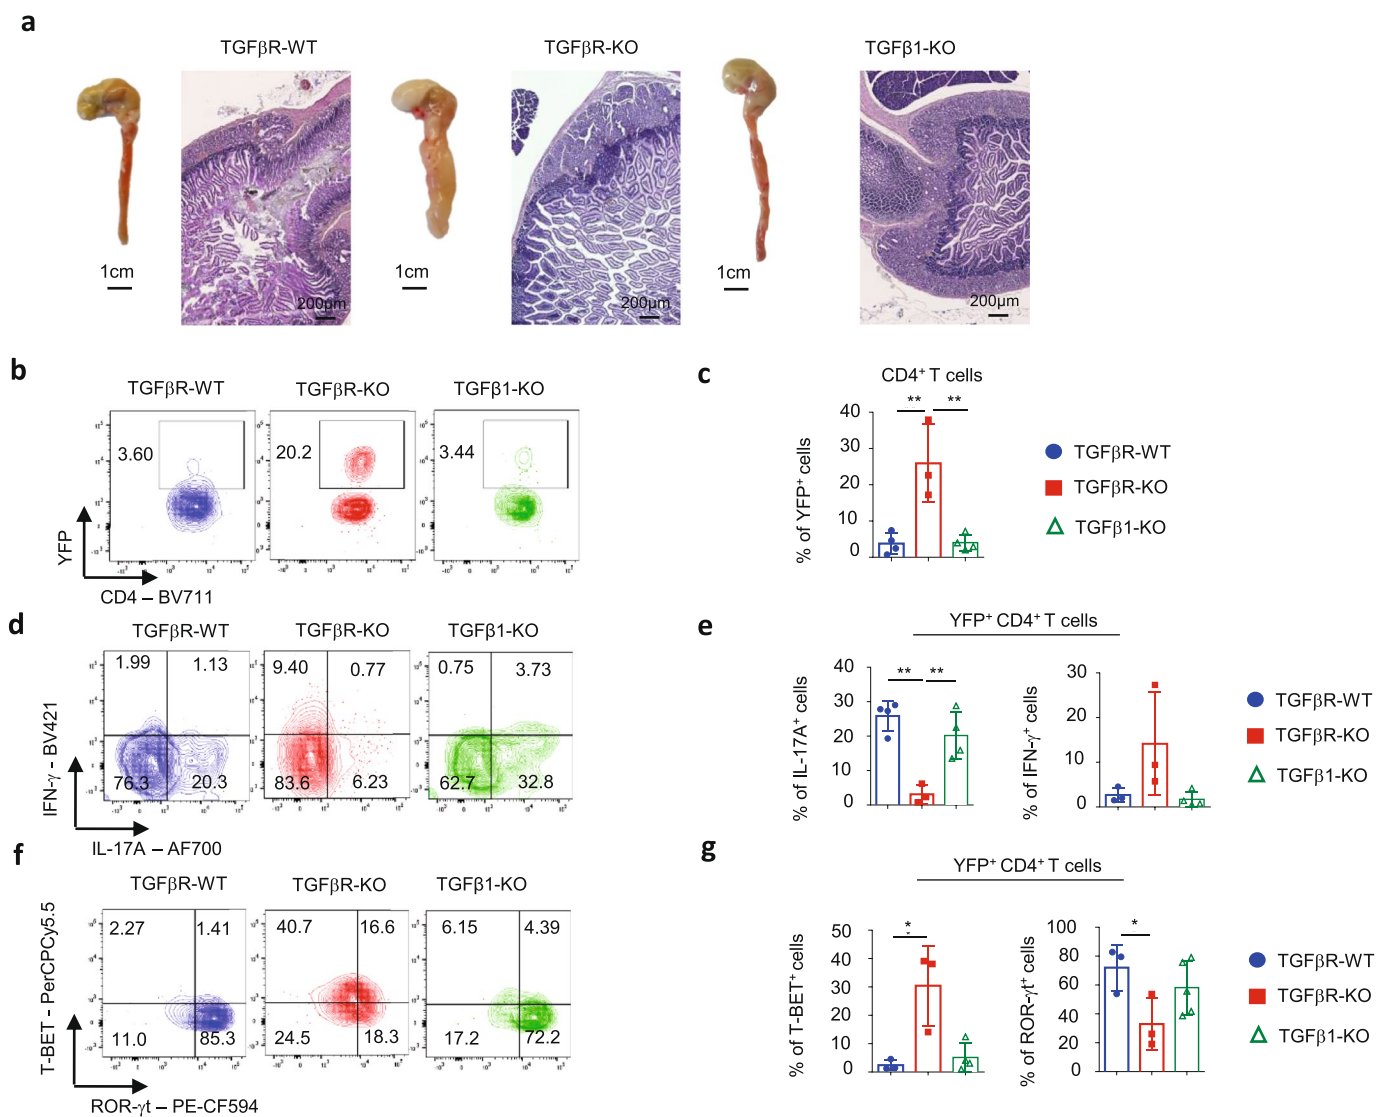 a
TGFβR-WT
TGFβR-KO
TGFβ1-KO
1cm
200µm
1cm
200µm
1cm
200µm
b
TGFβR-WT
TGFβR-KO
TGFβ1-KO
3.60
20.2
3.44
YFP
CD4 – BV711
c
CD4⁺ T cells
** **
% of YFP⁺ cells
40
30
20
10
0
TGFβR-WT
TGFβR-KO
TGFβ1-KO
d
TGFβR-WT
TGFβR-KO
TGFβ1-KO
1.99 1.13
9.40 0.77
0.75 3.73
76.3 20.3
83.6 6.23
62.7 32.8
IFN-γ – BV421
IL-17A – AF700
e
YFP⁺ CD4⁺ T cells
** **
% of IL-17A⁺ cells
40
30
20
10
0
% of IFN-γ⁺ cells
30
20
10
0
TGFβR-WT
TGFβR-KO
TGFβ1-KO
f
TGFβR-WT
TGFβR-KO
TGFβ1-KO
2.27 1.41
40.7 16.6
6.15 4.39
11.0 85.3
24.5 18.3
17.2 72.2
T-BET - PerCPCy5.5
ROR-γt – PE-CF594
g
YFP⁺ CD4⁺ T cells
*
*
% of T-BET⁺ cells
50
40
30
20
10
0
*
% of ROR-γt⁺ cells
100
80
60
40
20
0
TGFβR-WT
TGFβR-KO
TGFβ1-KO